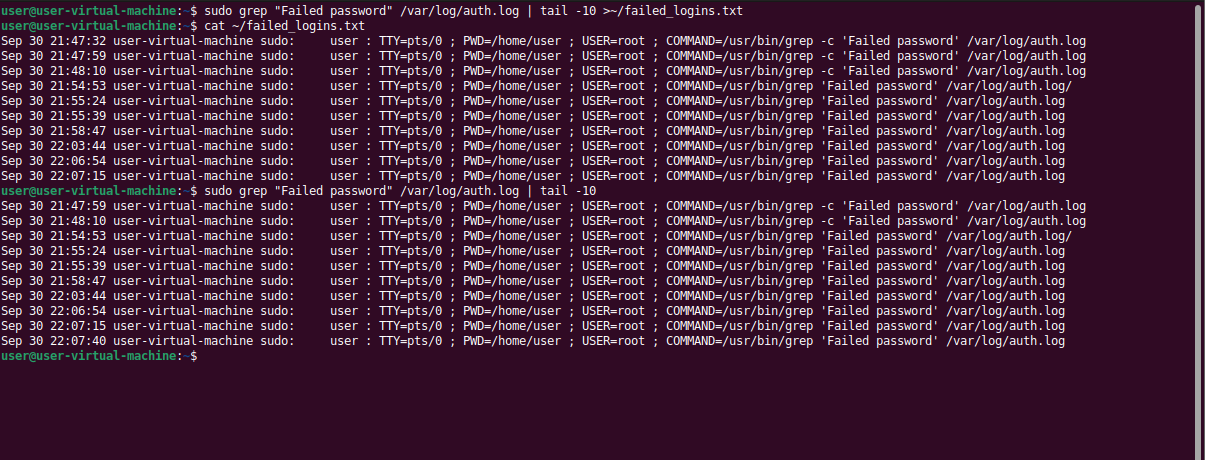 user@user-virtual-machine:~$ sudo grep "Failed password" /var/log/auth.log | tail -10 >~/failed_logins.txt
user@user-virtual-machine:~$ cat ~/failed_logins.txt
Sep 30 21:47:32 user-virtual-machine sudo:     user : TTY=pts/0 ; PWD=/home/user ; USER=root ; COMMAND=/usr/bin/grep -c 'Failed password' /var/log/auth.log
Sep 30 21:47:59 user-virtual-machine sudo:     user : TTY=pts/0 ; PWD=/home/user ; USER=root ; COMMAND=/usr/bin/grep -c 'Failed password' /var/log/auth.log
Sep 30 21:48:10 user-virtual-machine sudo:     user : TTY=pts/0 ; PWD=/home/user ; USER=root ; COMMAND=/usr/bin/grep -c 'Failed password' /var/log/auth.log
Sep 30 21:54:53 user-virtual-machine sudo:     user : TTY=pts/0 ; PWD=/home/user ; USER=root ; COMMAND=/usr/bin/grep 'Failed password' /var/log/auth.log/
Sep 30 21:55:24 user-virtual-machine sudo:     user : TTY=pts/0 ; PWD=/home/user ; USER=root ; COMMAND=/usr/bin/grep 'Failed password' /var/log/auth.log
Sep 30 21:55:39 user-virtual-machine sudo:     user : TTY=pts/0 ; PWD=/home/user ; USER=root ; COMMAND=/usr/bin/grep 'Failed password' /var/log/auth.log
Sep 30 21:58:47 user-virtual-machine sudo:     user : TTY=pts/0 ; PWD=/home/user ; USER=root ; COMMAND=/usr/bin/grep 'Failed password' /var/log/auth.log
Sep 30 22:03:44 user-virtual-machine sudo:     user : TTY=pts/0 ; PWD=/home/user ; USER=root ; COMMAND=/usr/bin/grep 'Failed password' /var/log/auth.log
Sep 30 22:06:54 user-virtual-machine sudo:     user : TTY=pts/0 ; PWD=/home/user ; USER=root ; COMMAND=/usr/bin/grep 'Failed password' /var/log/auth.log
Sep 30 22:07:15 user-virtual-machine sudo:     user : TTY=pts/0 ; PWD=/home/user ; USER=root ; COMMAND=/usr/bin/grep 'Failed password' /var/log/auth.log
user@user-virtual-machine:~$ sudo grep "Failed password" /var/log/auth.log | tail -10
Sep 30 21:47:59 user-virtual-machine sudo:     user : TTY=pts/0 ; PWD=/home/user ; USER=root ; COMMAND=/usr/bin/grep -c 'Failed password' /var/log/auth.log
Sep 30 21:48:10 user-virtual-machine sudo:     user : TTY=pts/0 ; PWD=/home/user ; USER=root ; COMMAND=/usr/bin/grep -c 'Failed password' /var/log/auth.log
Sep 30 21:54:53 user-virtual-machine sudo:     user : TTY=pts/0 ; PWD=/home/user ; USER=root ; COMMAND=/usr/bin/grep 'Failed password' /var/log/auth.log/
Sep 30 21:55:24 user-virtual-machine sudo:     user : TTY=pts/0 ; PWD=/home/user ; USER=root ; COMMAND=/usr/bin/grep 'Failed password' /var/log/auth.log
Sep 30 21:55:39 user-virtual-machine sudo:     user : TTY=pts/0 ; PWD=/home/user ; USER=root ; COMMAND=/usr/bin/grep 'Failed password' /var/log/auth.log
Sep 30 21:58:47 user-virtual-machine sudo:     user : TTY=pts/0 ; PWD=/home/user ; USER=root ; COMMAND=/usr/bin/grep 'Failed password' /var/log/auth.log
Sep 30 22:03:44 user-virtual-machine sudo:     user : TTY=pts/0 ; PWD=/home/user ; USER=root ; COMMAND=/usr/bin/grep 'Failed password' /var/log/auth.log
Sep 30 22:06:54 user-virtual-machine sudo:     user : TTY=pts/0 ; PWD=/home/user ; USER=root ; COMMAND=/usr/bin/grep 'Failed password' /var/log/auth.log
Sep 30 22:07:15 user-virtual-machine sudo:     user : TTY=pts/0 ; PWD=/home/user ; USER=root ; COMMAND=/usr/bin/grep 'Failed password' /var/log/auth.log
Sep 30 22:07:40 user-virtual-machine sudo:     user : TTY=pts/0 ; PWD=/home/user ; USER=root ; COMMAND=/usr/bin/grep 'Failed password' /var/log/auth.log
user@user-virtual-machine:~$